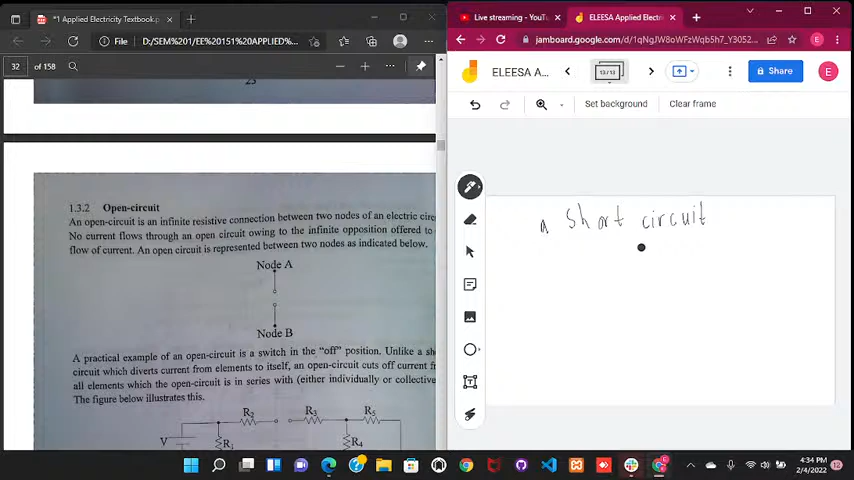 *1 Applied Electricity Textbook.p
File
D:/SEM%201/EE%20151%20APPLIED%...
32
of 158
23
1.3.2 Open-circuit
An open-circuit is an infinite resistive connection between two nodes of an electric circ
No current flows through an open circuit owing to the infinite opposition offered to
flow of current. An open circuit is represented between two nodes as indicated below.
Node A
Node B
A practical example of an open-circuit is a switch in the "off" position. Unlike a sh
circuit which diverts current from elements to itself, an open-circuit cuts off current f
all elements which the open-circuit is in series with (either individually or collective
The figure below illustrates this.
R2
R3
R5
V
R1
R4
Live streaming - YouT
ELEESA Applied Electri
jamboard.google.com/d/1qNgJW8oWFzWqb5h7_Y3052...
E
ELEESA A...
13/13
Share
E
Set background
Clear frame
a short circuit
4:34 PM
2/4/2022
12